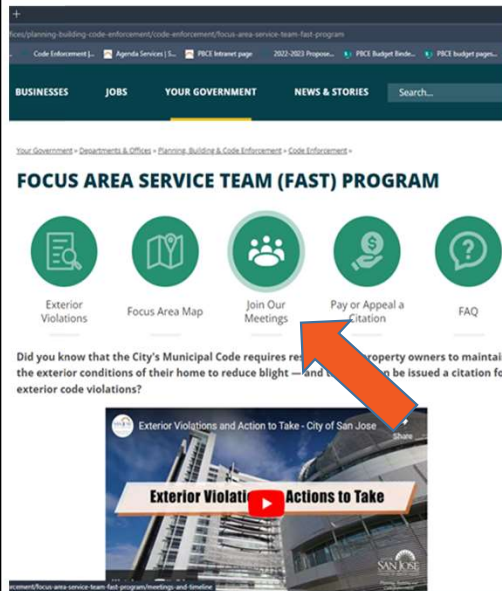 fices/planning-building-code-enforcement/code-enforcement/focus-area-service-team-fast-program
Code Enforcement |... Agenda Services | S... PBCE Intranet page 2022-2023 Propose... PBCE Budget Binde... PBCE budget pages...
BUSINESSES JOBS YOUR GOVERNMENT NEWS & STORIES Search...
Your Government » Departments & Offices » Planning, Building & Code Enforcement » Code Enforcement »
FOCUS AREA SERVICE TEAM (FAST) PROGRAM
Exterior Violations
Focus Area Map
Join Our Meetings
Pay or Appeal a Citation
FAQ
Did you know that the City's Municipal Code requires res property owners to maintai
the exterior conditions of their home to reduce blight — and be issued a citation fo
exterior code violations?
Exterior Violations and Action to Take - City of San Jose
Share
Exterior Violati Actions to Take
SAN JOSE
ecement/focus-area-service-team-fast-program/meetings-and-timeline